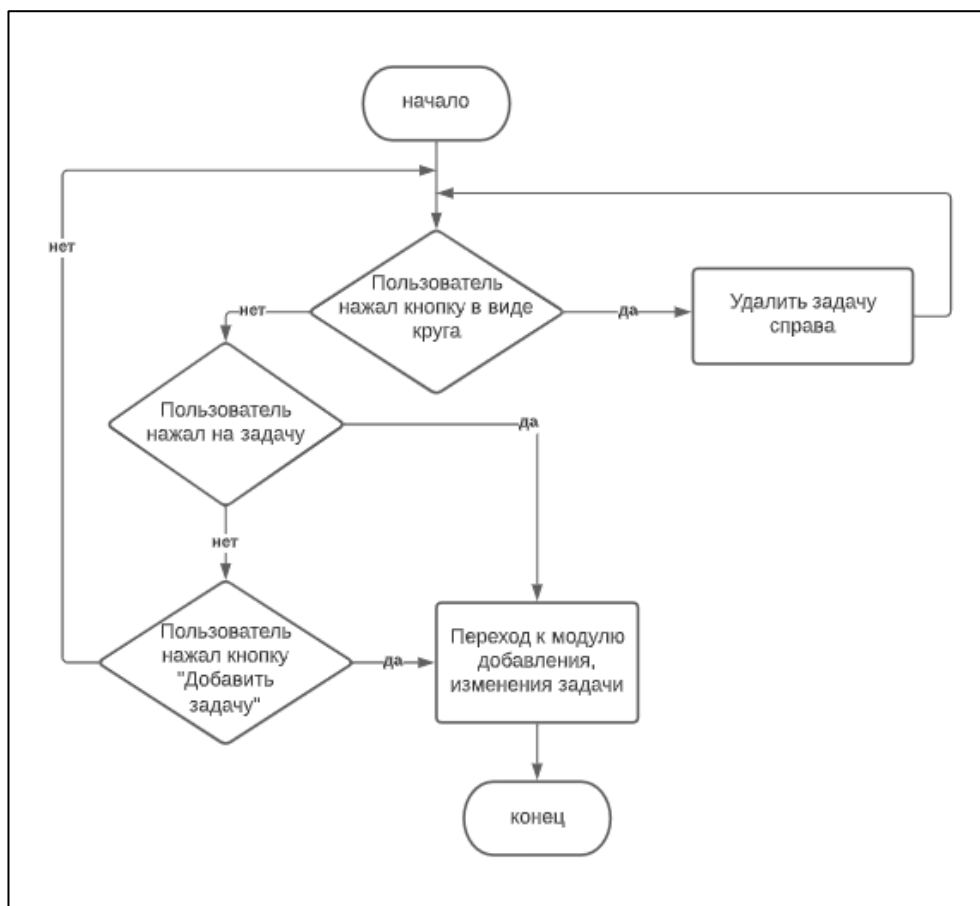 начало
нет
Пользователь
нажал кнопку в виде
круга
нет
да
Удалить задачу
справа
Пользователь
нажал на задачу
да
нет
Пользователь
нажал кнопку
"Добавить
задачу"
да
Переход к модулю
добавления,
изменения задачи
конец